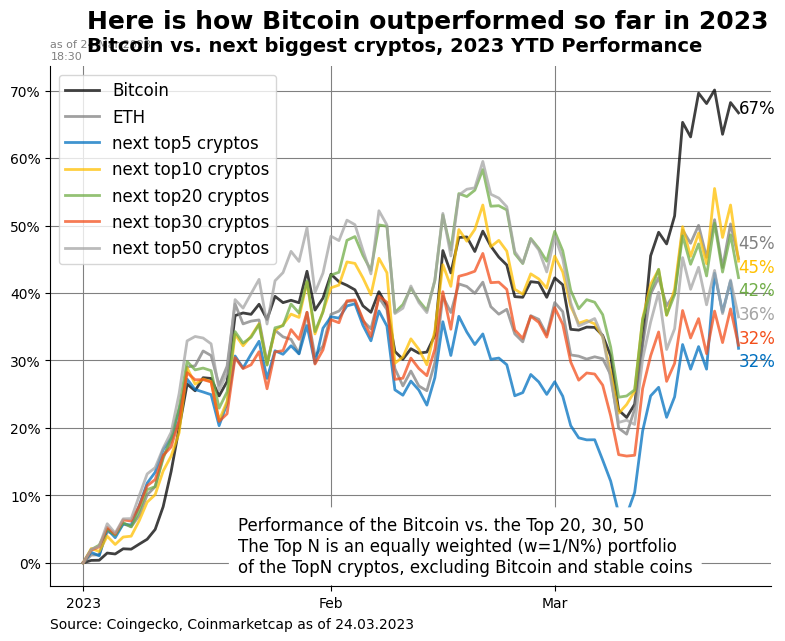 Here is how Bitcoin outperformed so far in 2023
Bitcoin vs. next biggest cryptos, 2023 YTD Performance
as of 2
18:30
Bitcoin
ETH
next top5 cryptos
next top10 cryptos
next top20 cryptos
next top30 cryptos
next top50 cryptos
70%
60%
50%
40%
30%
20%
10%
0%
67%
45%
45%
42%
36%
32%
32%
Performance of the Bitcoin vs. the Top 20, 30, 50
The Top N is an equally weighted (w=1/N%) portfolio
of the TopN cryptos, excluding Bitcoin and stable coins
2023 Feb Mar
Source: Coingecko, Coinmarketcap as of 24.03.2023